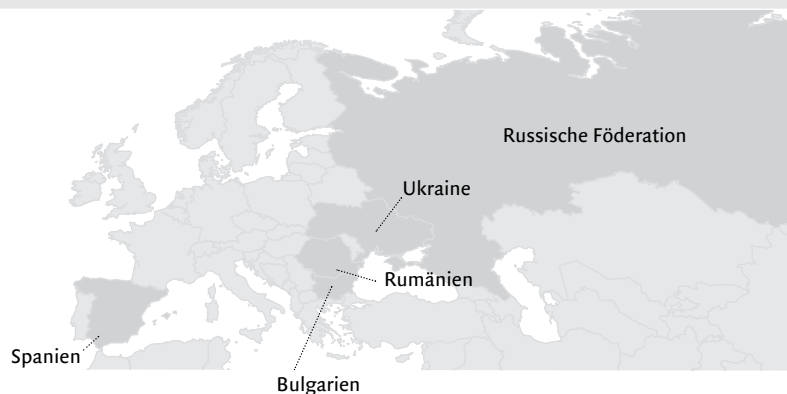 Russische Föderation
Ukraine
Rumänien
Spanien
Bulgarien